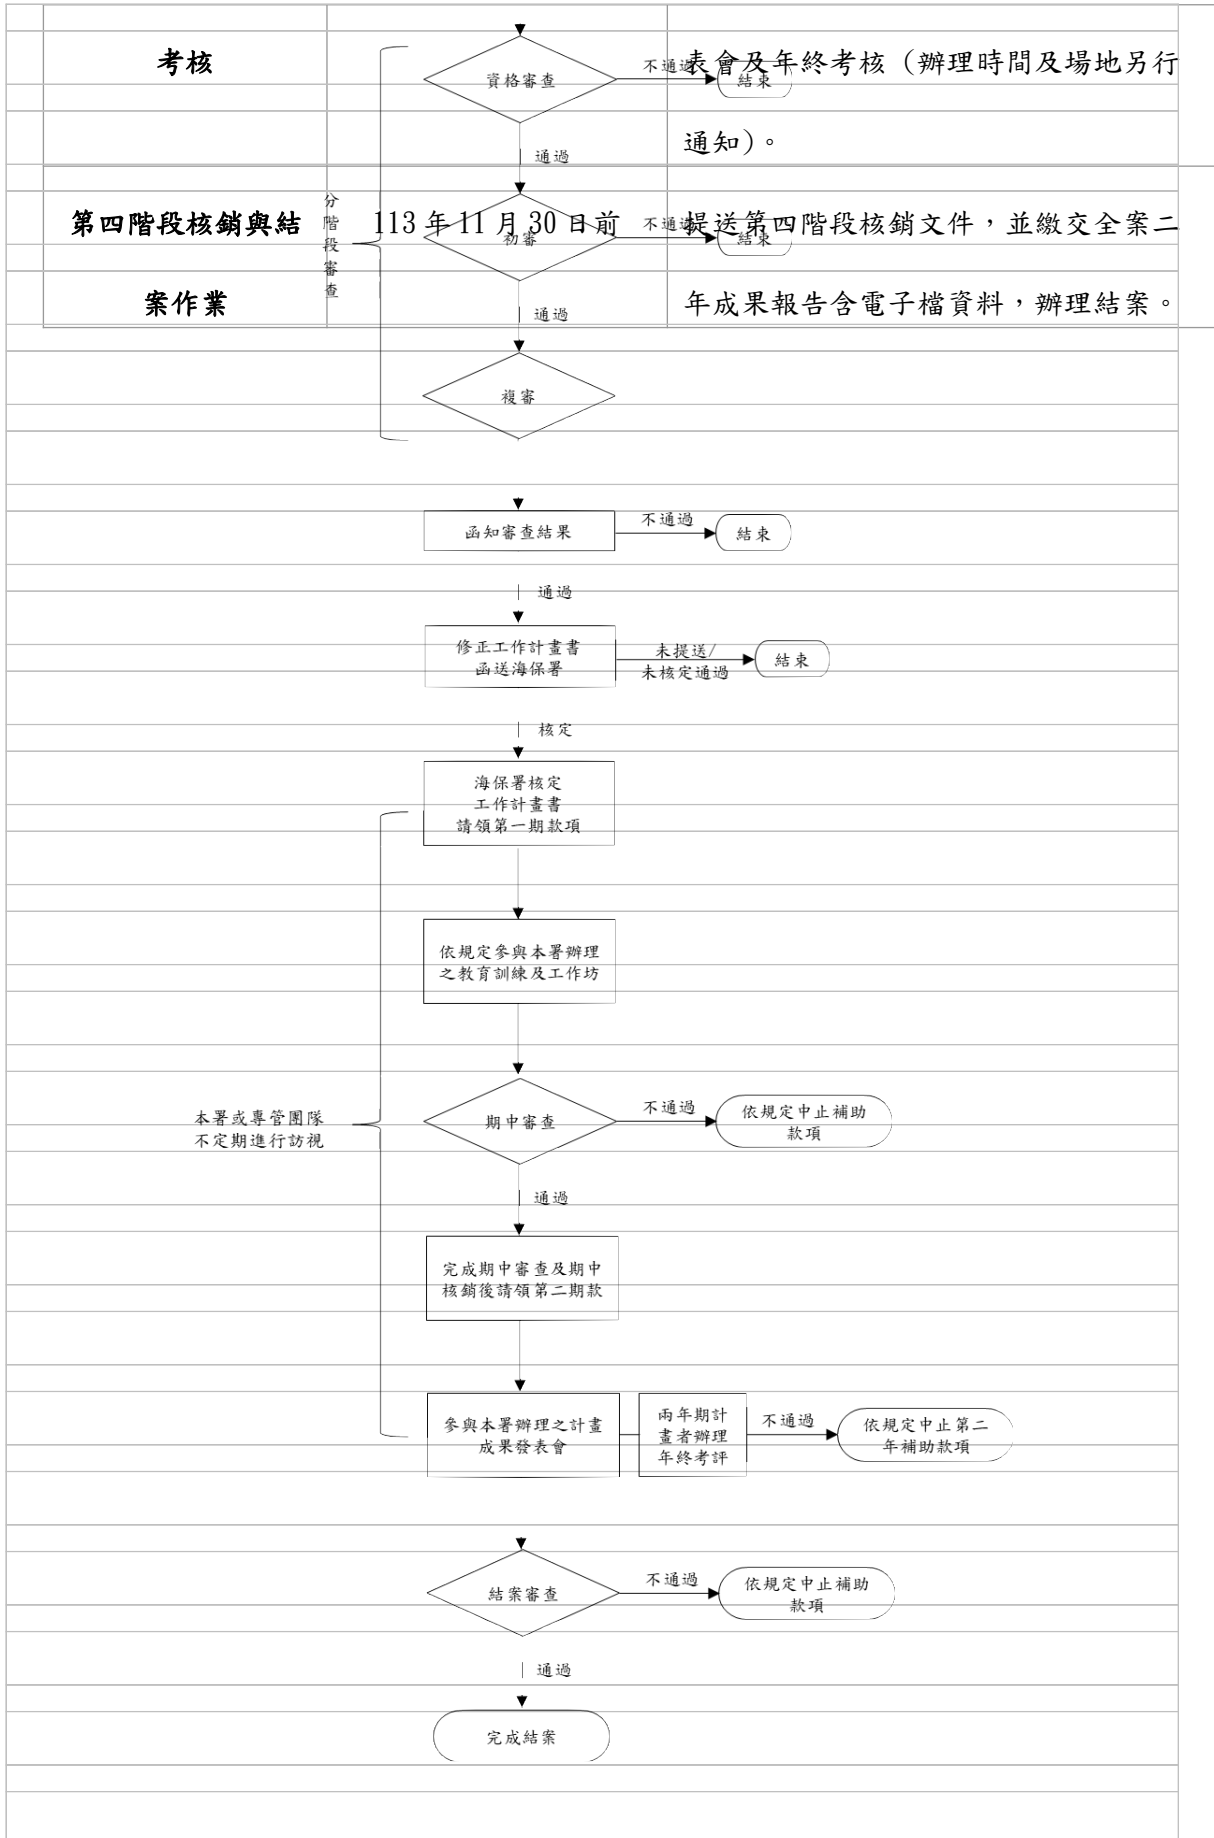 考核
表會及年終考核（辦理時間及場地另行
通知）。
第四階段核銷與結
案作業
113 年 11 月 30 日前
提送第四階段核銷文件，並繳交全案二
年成果報告含電子檔資料，辦理結案。
分
階
段
審
查
資格審查
不通過
結束
通過
初審
不通過
結束
通過
複審
函知審查結果
不通過
結束
通過
修正工作計畫書
函送海保署
未提送/
未核定通過
結束
核定
海保署核定
工作計畫書
請領第一期款項
依規定參與本署辦理
之教育訓練及工作坊
本署或專管團隊
不定期進行訪視
期中審查
不通過
依規定中止補助
款項
通過
完成期中審查及期中
核銷後請領第二期款
參與本署辦理之計畫
成果發表會
兩年期計
畫者辦理
年終考評
不通過
依規定中止第二
年補助款項
結案審查
不通過
依規定中止補助
款項
通過
完成結案